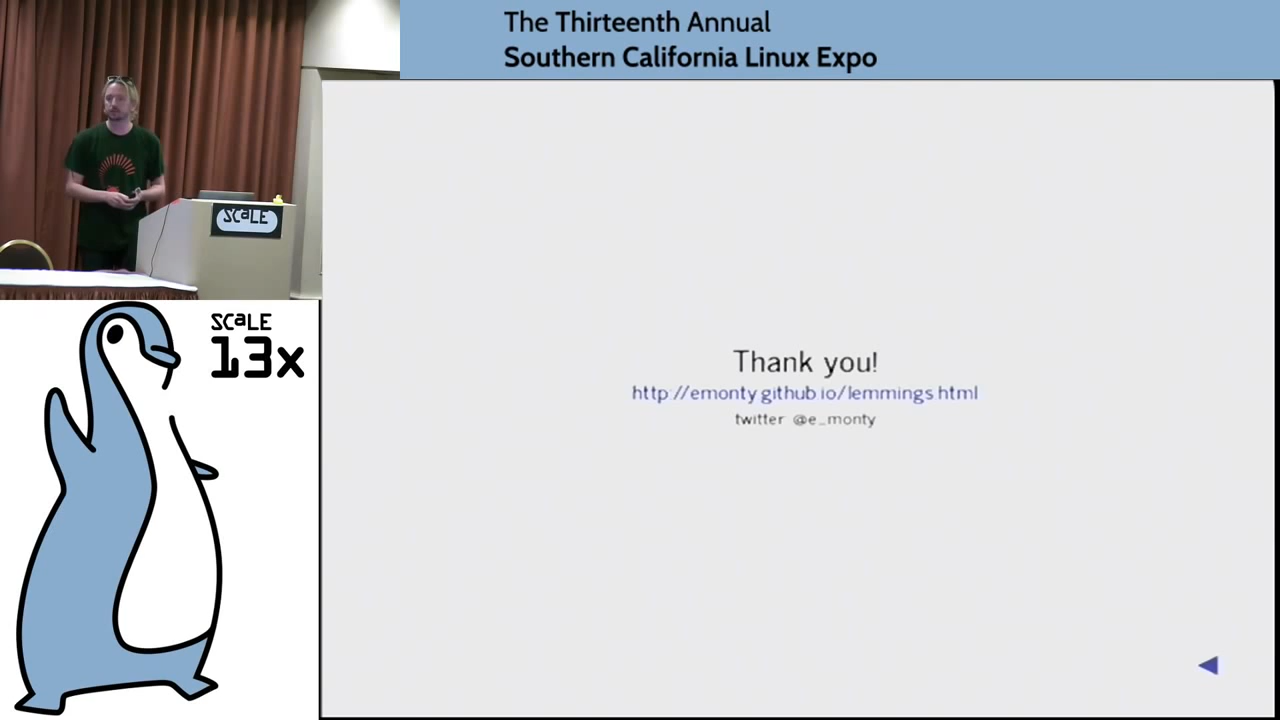 The Thirteenth Annual
Southern California Linux Expo
SCaLE
SCaLE
13x
Thank you!
http://emonty.github.io/lemmings.html
twitter: @e_monty